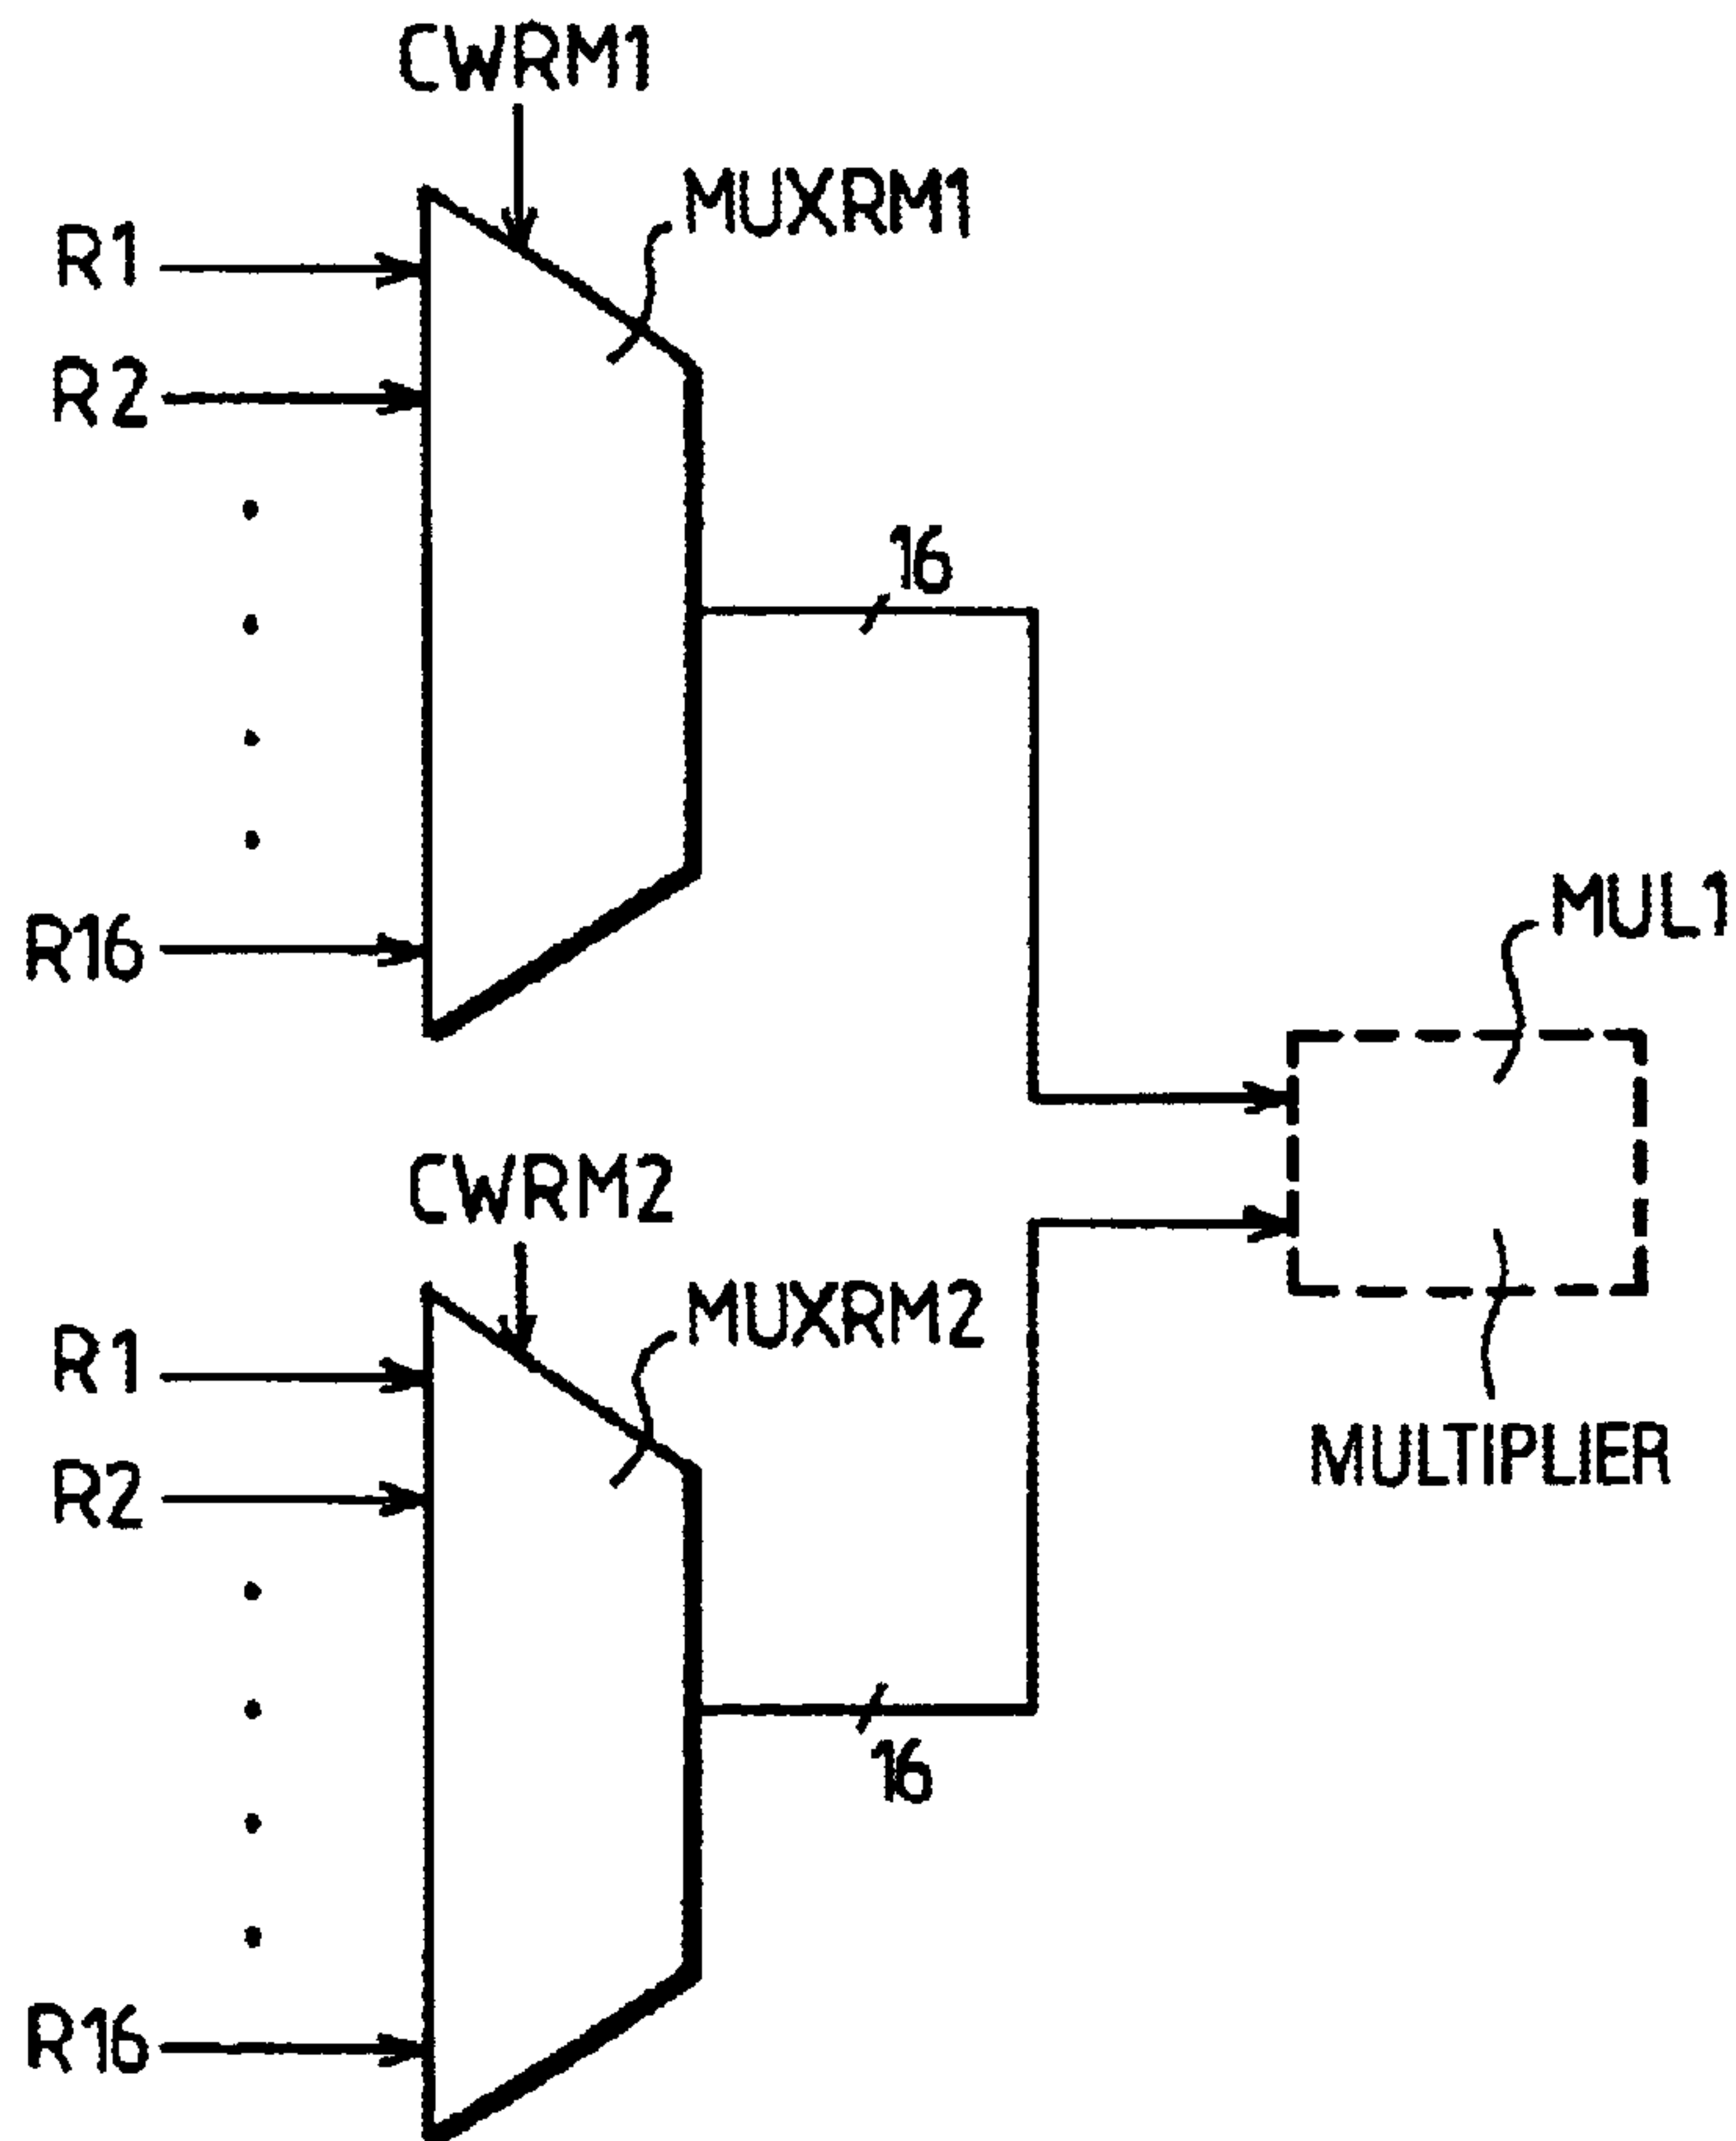 CWRM1
MUXRM1
R1
R2
16
R16
MUL1
CWRM2
MUXRM2
R1
MULTIPLIER
R2
16
R16